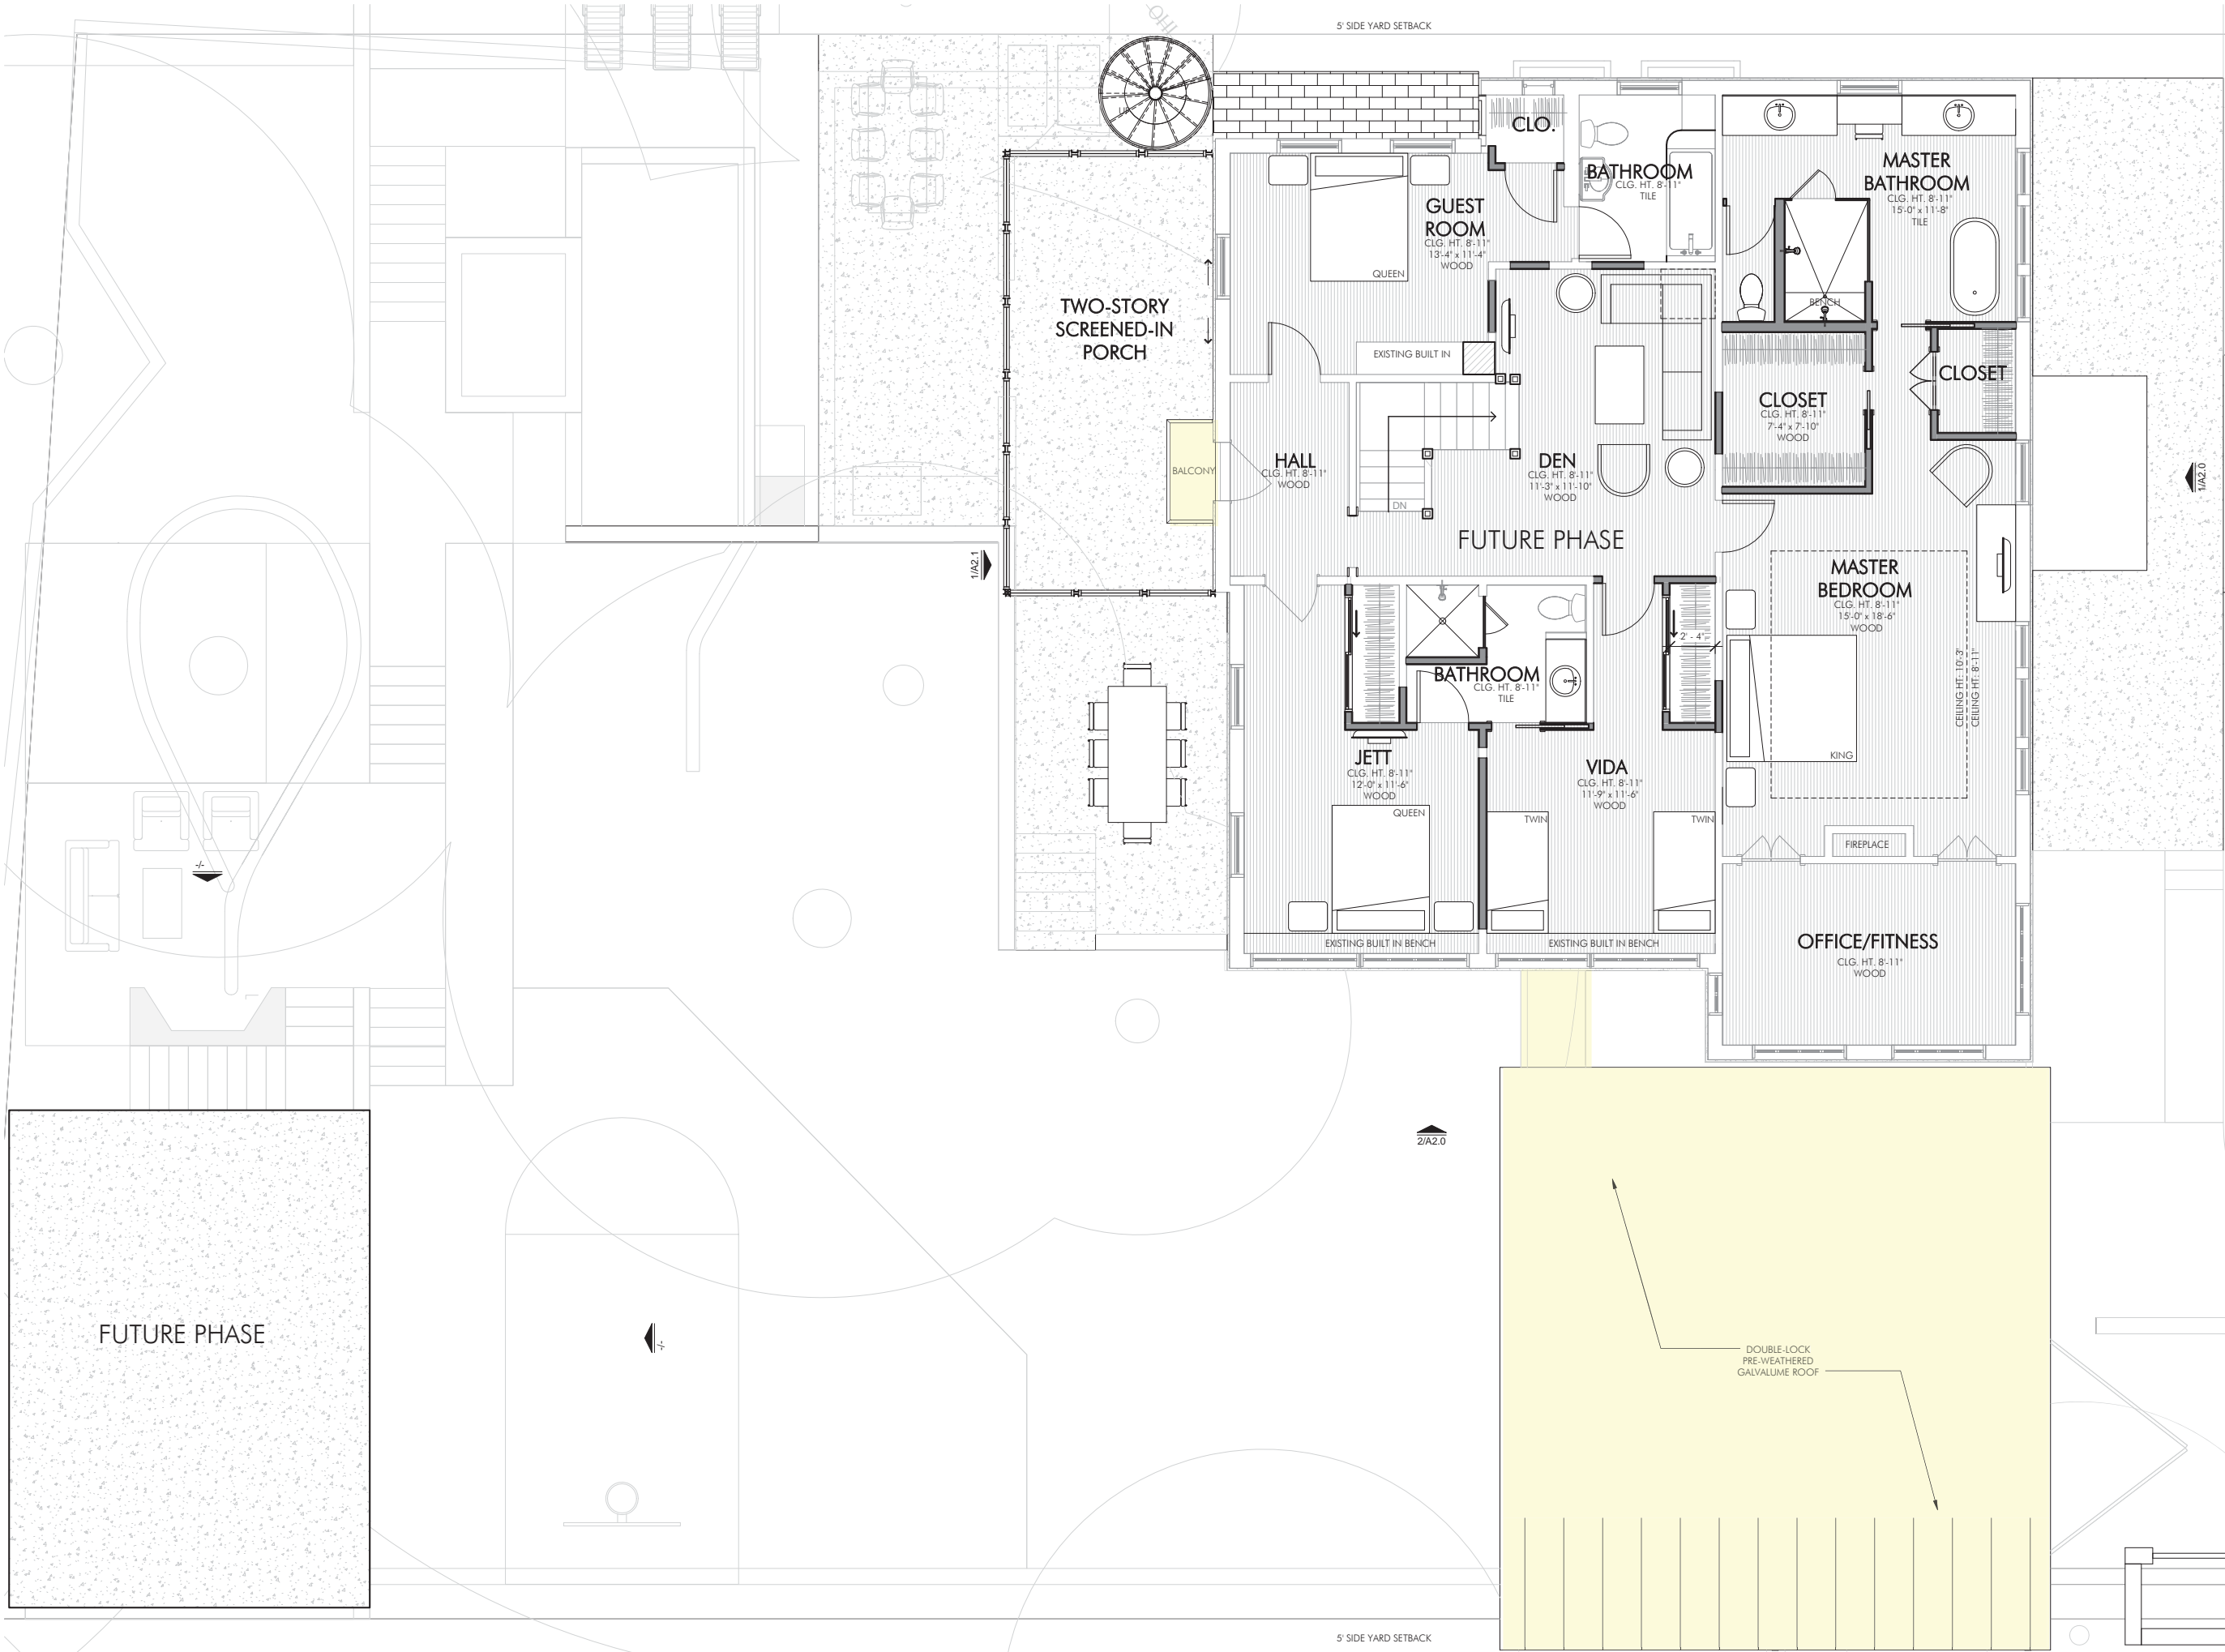 5' SIDE YARD SETBACK
UP
CLO.
BATHROOM
CLG. HT. 8'-11"
TILE
MASTER
BATHROOM
CLG. HT. 8'-11"
15'-0" x 11'-8"
TILE
GUEST
ROOM
CLG. HT. 8'-11"
13'-4" x 11'-4"
WOOD
QUEEN
BENCH
TWO-STORY
SCREENED-IN
PORCH
EXISTING BUILT IN
CLOSET
CLOSET
CLG. HT. 8'-11"
7'-4" x 7'-10"
WOOD
BALCONY
HALL
CLG. HT. 8'-11"
WOOD
DN
DEN
CLG. HT. 8'-11"
11'-3" x 11'-10"
WOOD
1/A2.0
FUTURE PHASE
1/A2.1
MASTER
BEDROOM
CLG. HT. 8'-11"
15'-0" x 18'-6"
WOOD
2' - 4"
BATHROOM
CLG. HT. 8'-11"
TILE
CEILING HT: 10'-3"
CEILING HT: 8'-11"
KING
JETT
CLG. HT. 8'-11"
12'-0" x 11'-6"
WOOD
QUEEN
VIDA
CLG. HT. 8'-11"
11'-9" x 11'-6"
WOOD
TWIN
TWIN
FIREPLACE
-/-
EXISTING BUILT IN BENCH
EXISTING BUILT IN BENCH
OFFICE/FITNESS
CLG. HT. 8'-11"
WOOD
2/A2.0
FUTURE PHASE
-/-
DOUBLE-LOCK
PRE-WEATHERED
GALVALUME ROOF
5' SIDE YARD SETBACK